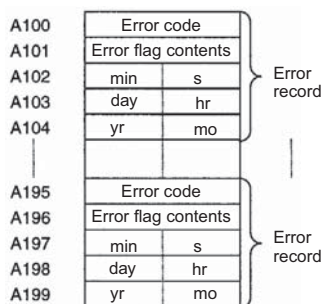 A100 Error code
A101 Error flag contents
A102 min s
Error
A103 day hr
record
A104 yr mo
A195 Error code
A196 Error flag contents
A197 min s
Error
A198 day hr
record
A199 yr mo